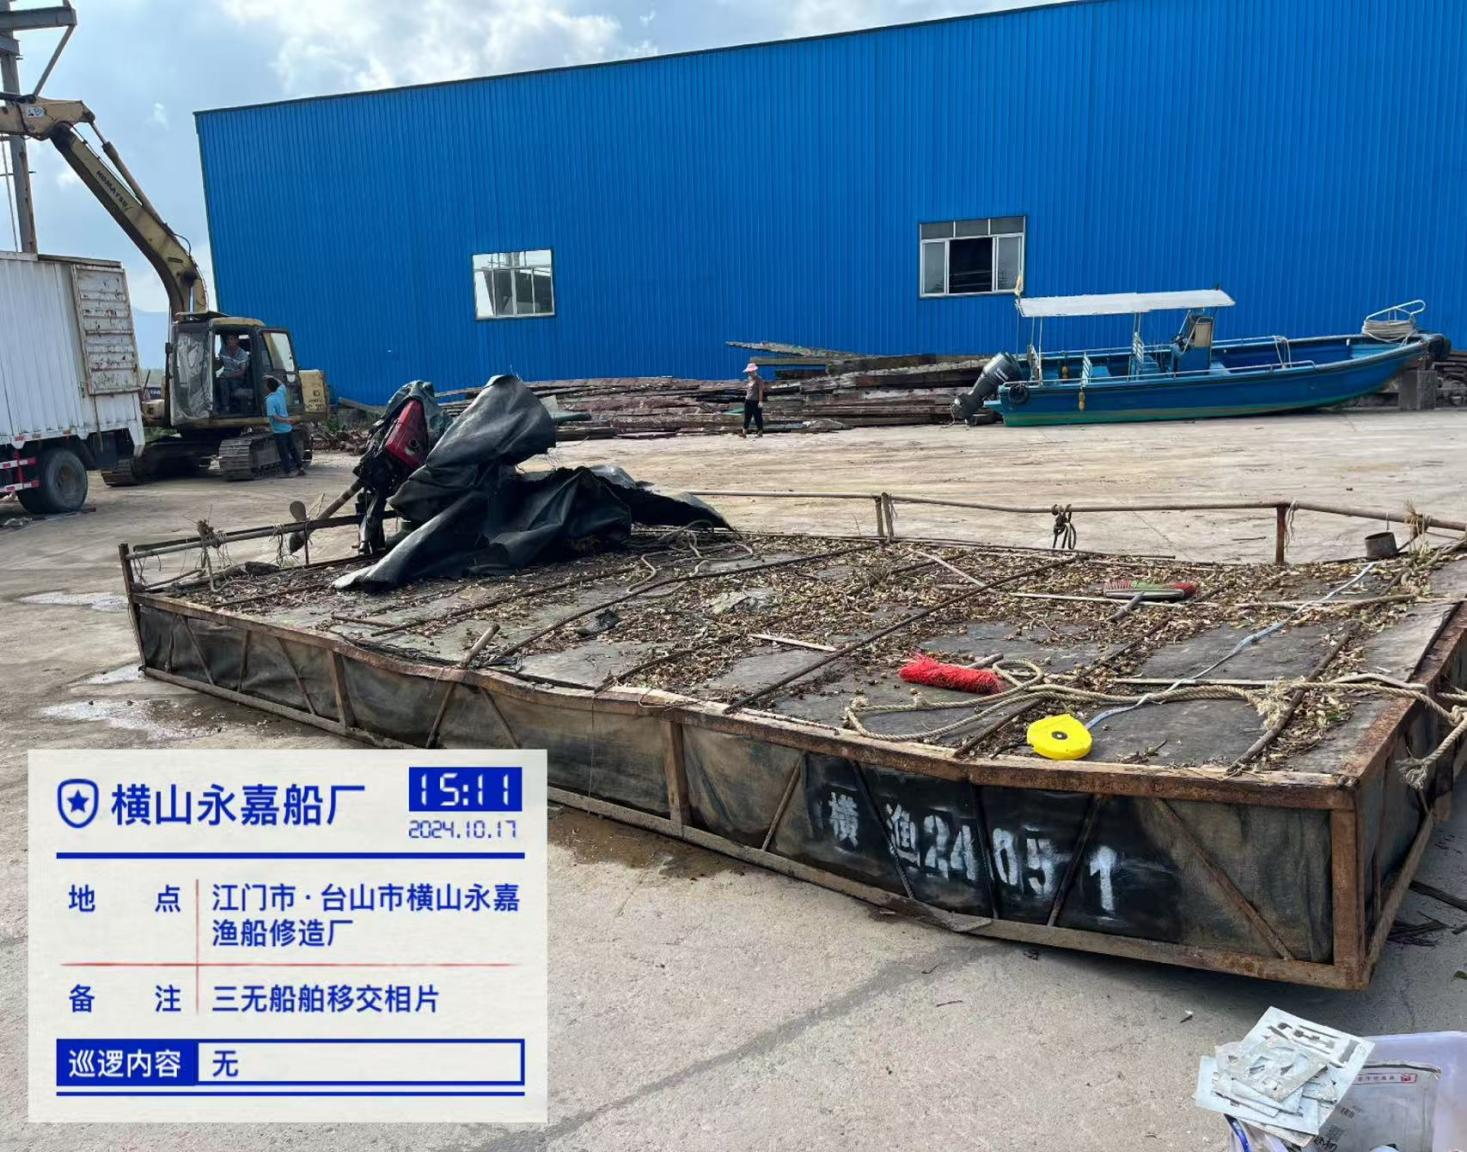 KOMATSU
横渔24051
横山永嘉船厂
15:11
2024.10.17
地 点 江门市·台山市横山永嘉
渔船修造厂
备 注 三无船舶移交相片
巡逻内容 无